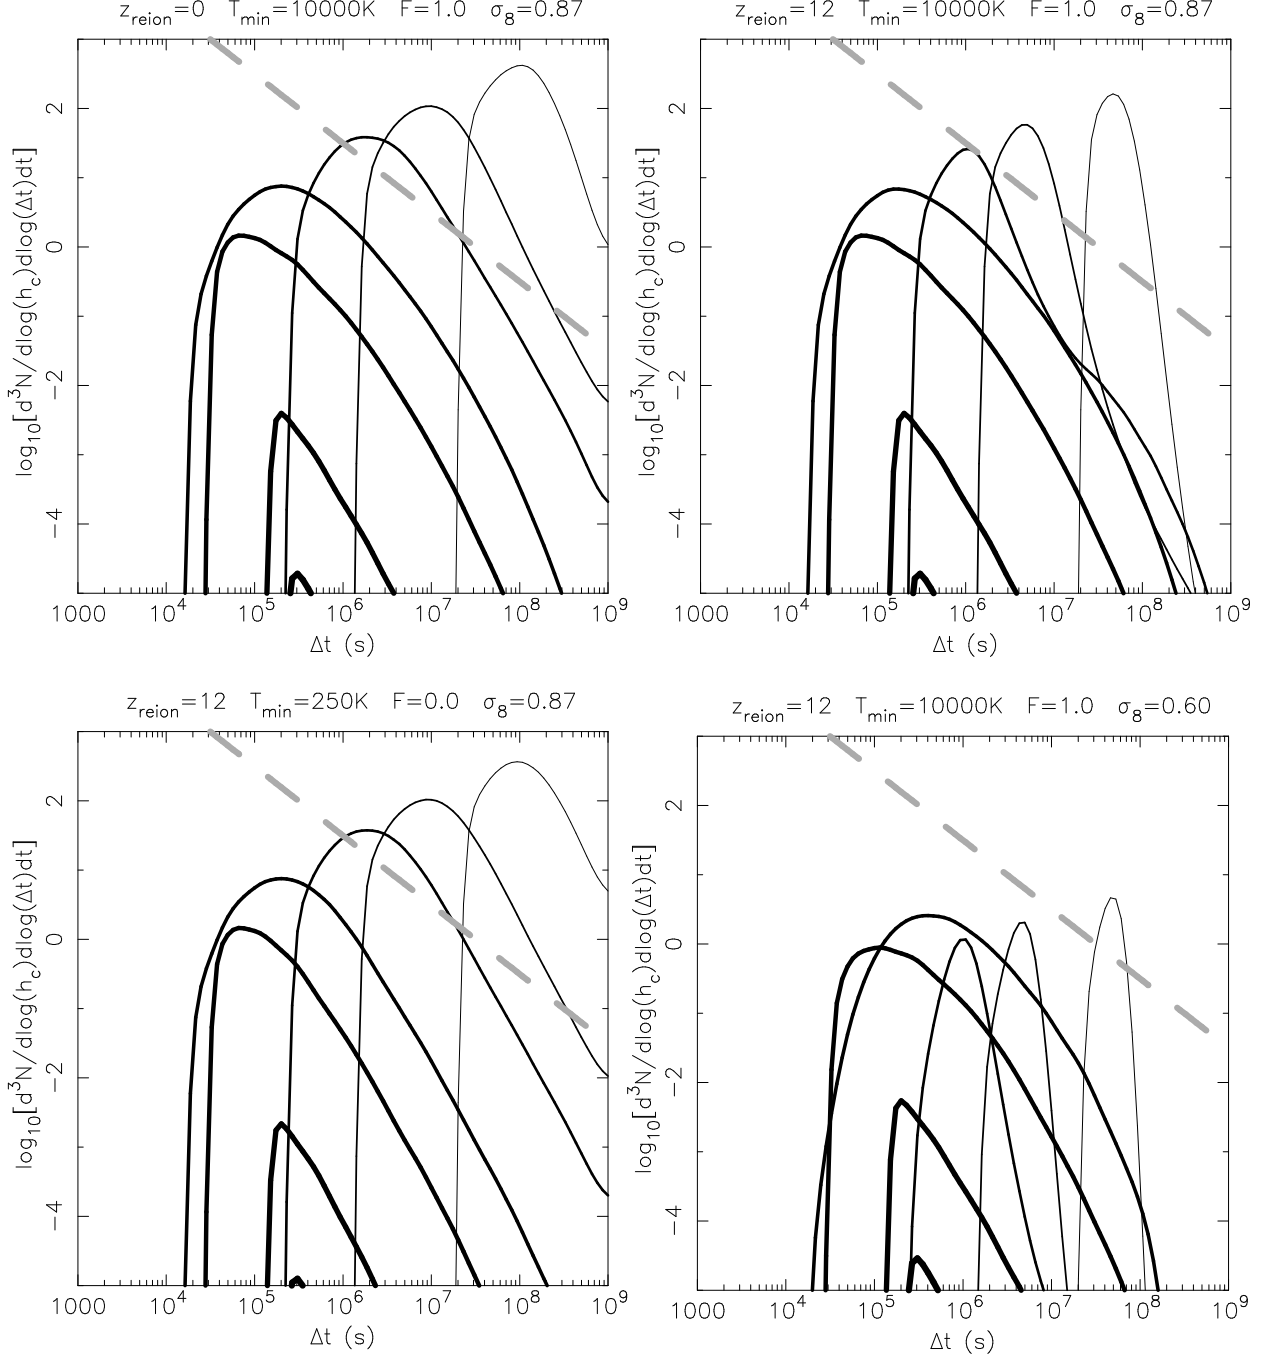 z_reion=0 T_min=10000K F=1.0 σ_8=0.87
z_reion=12 T_min=10000K F=1.0 σ_8=0.87
log_10[d^3N/dlog(h_c)dlog(Δt)dt]
2
0
−2
−4
1000 10^4 10^5 10^6 10^7 10^8 10^9
Δt (s)
log_10[d^3N/dlog(h_c)dlog(Δt)dt]
2
0
−2
−4
1000 10^4 10^5 10^6 10^7 10^8 10^9
Δt (s)
z_reion=12 T_min=250K F=0.0 σ_8=0.87
z_reion=12 T_min=10000K F=1.0 σ_8=0.60
log_10[d^3N/dlog(h_c)dlog(Δt)dt]
2
0
−2
−4
1000 10^4 10^5 10^6 10^7 10^8 10^9
Δt (s)
log_10[d^3N/dlog(h_c)dlog(Δt)dt]
2
0
−2
−4
1000 10^4 10^5 10^6 10^7 10^8 10^9
Δt (s)